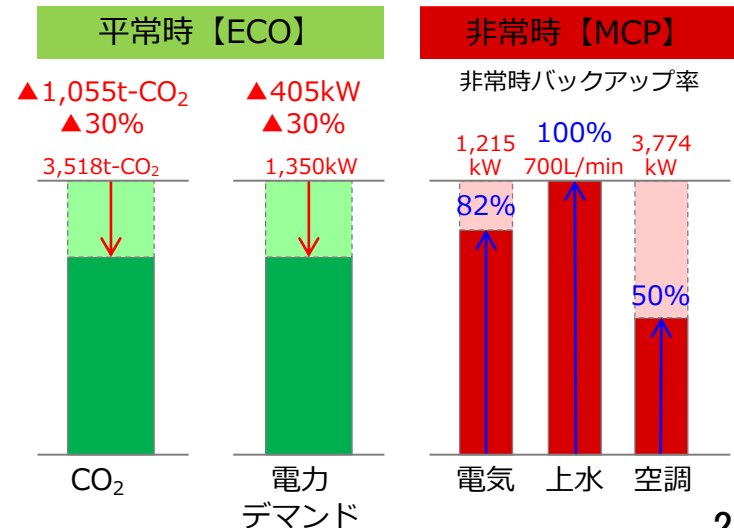 平常時【ECO】
▲1,055t-CO₂
▲30%
3,518t-CO₂
▲405kW
▲30%
1,350kW
CO₂
電力
デマンド
非常時【MCP】
非常時バックアップ率
1,215
kW
82%
100%
700L/min
3,774
kW
50%
電気
上水
空調